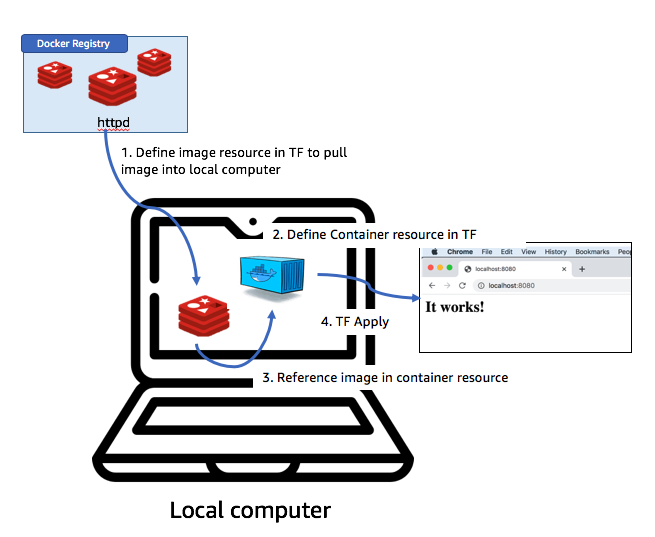 Docker Registry
httpd
1. Define image resource in TF to pull
image into local computer
2. Define Container resource in TF
Chrome File Edit View History Bookmarks Peop
localhost:8080
localhost:8080
It works!
4. TF Apply
3. Reference image in container resource
Local computer